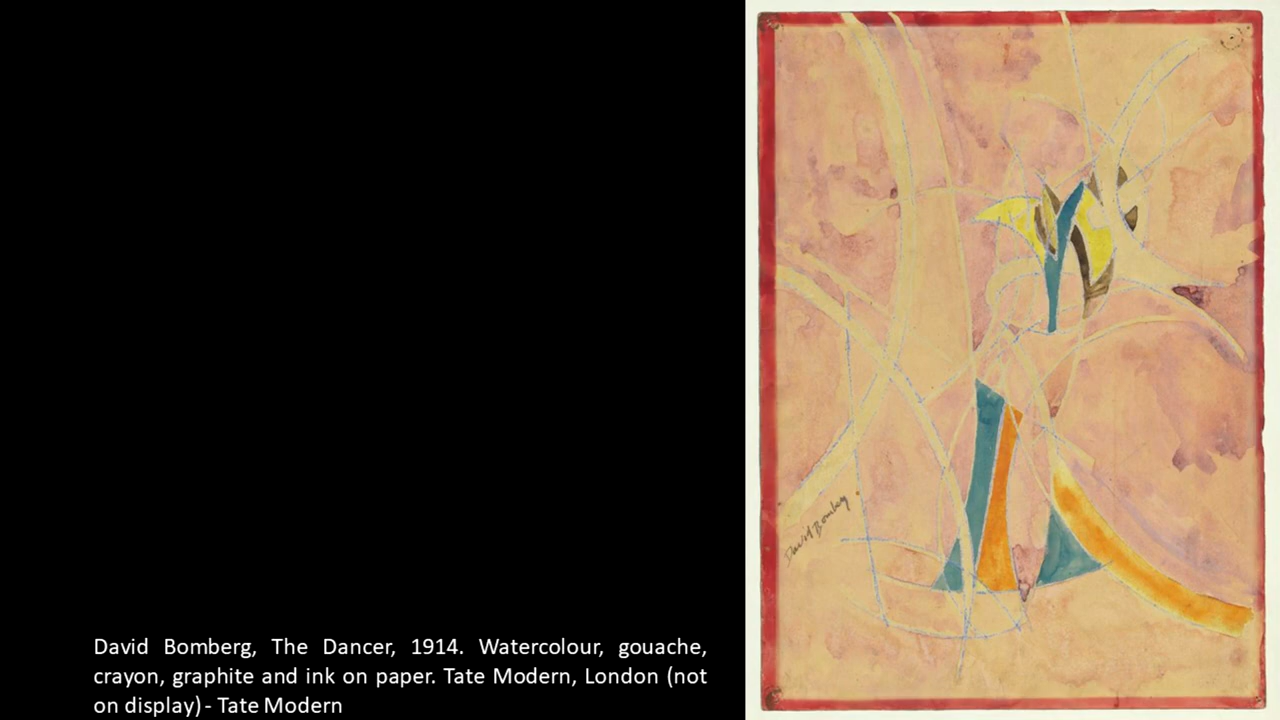 David Bomberg, The Dancer, 1914. Watercolour, gouache,
crayon, graphite and ink on paper. Tate Modern, London (not
on display) - Tate Modern
David Bomberg